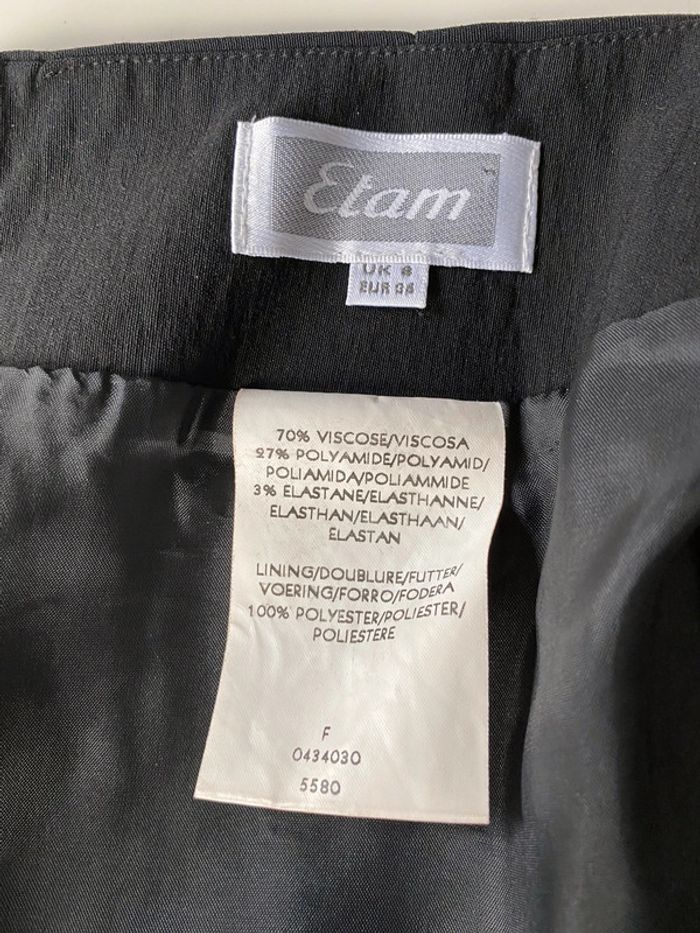 Etam
UK 8
EUR
70% VISCOSE/VISCOSA
27% POLYAMIDE/POLYAMID/
POLIAMIDA/POLIAMMIDE
3% ELASTANE/ELASTHANNE/
ELASTHAN/ELASTHAAN/
ELASTAN
LINING/DOUBLURE/FUTTER/
VOERING/FORRO/FODERA
100% POLYESTER/POLIESTER/
POLIESTERE
F
0434030
5580